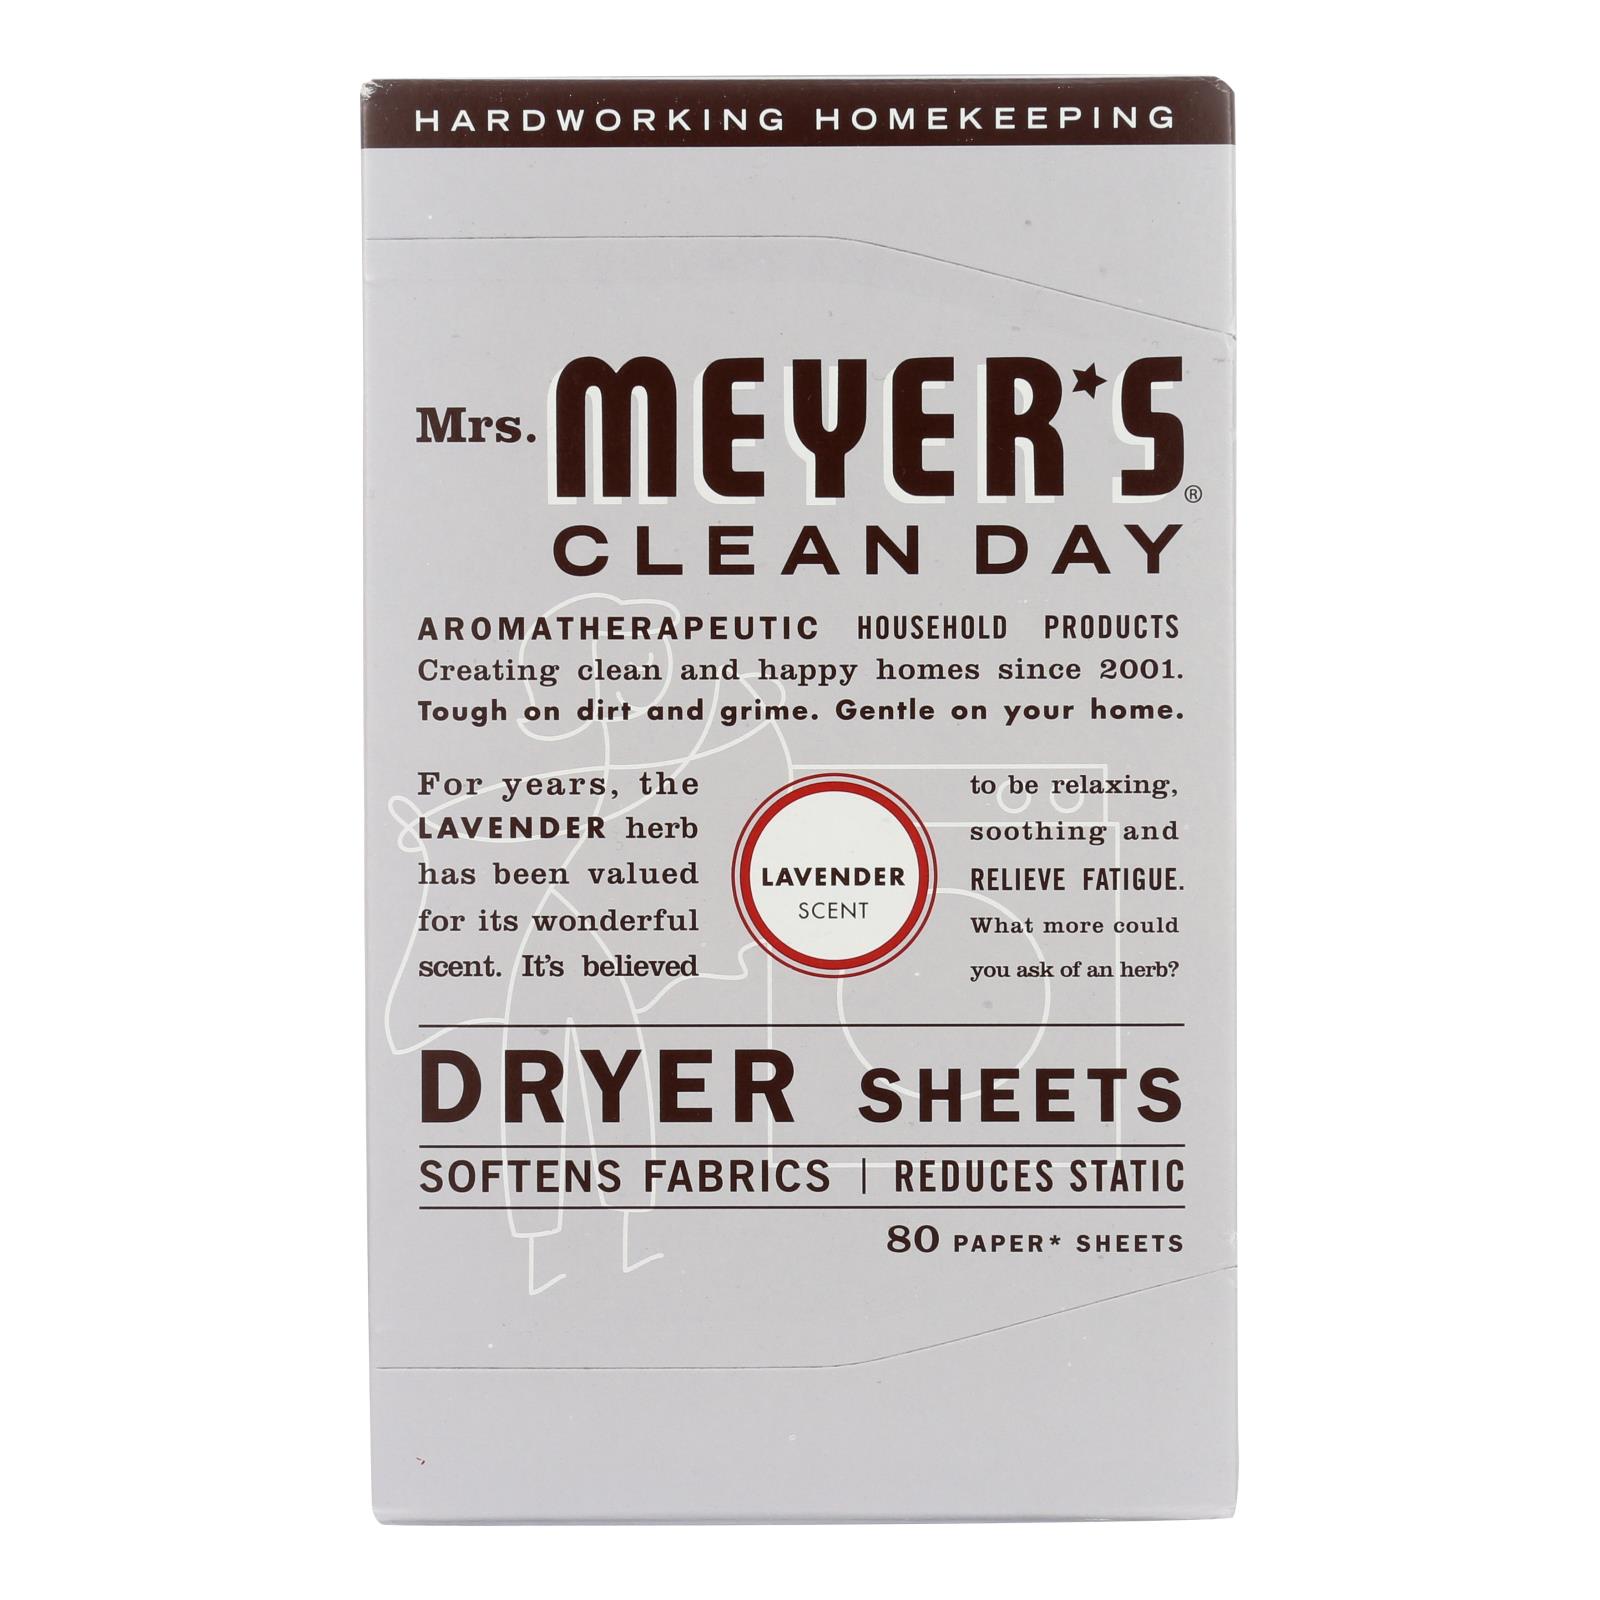 HARDWORKING HOMEKEEPING
Mrs. MEYER★S®
CLEAN DAY
AROMATHERAPEUTIC HOUSEHOLD PRODUCTS
Creating clean and happy homes since 2001.
Tough on dirt and grime. Gentle on your home.
For years, the
LAVENDER herb
has been valued
for its wonderful
scent. It's believed
LAVENDER
SCENT
to be relaxing,
soothing and
RELIEVE FATIGUE.
What more could
you ask of an herb?
DRYER SHEETS
SOFTENS FABRICS | REDUCES STATIC
80 PAPER* SHEETS